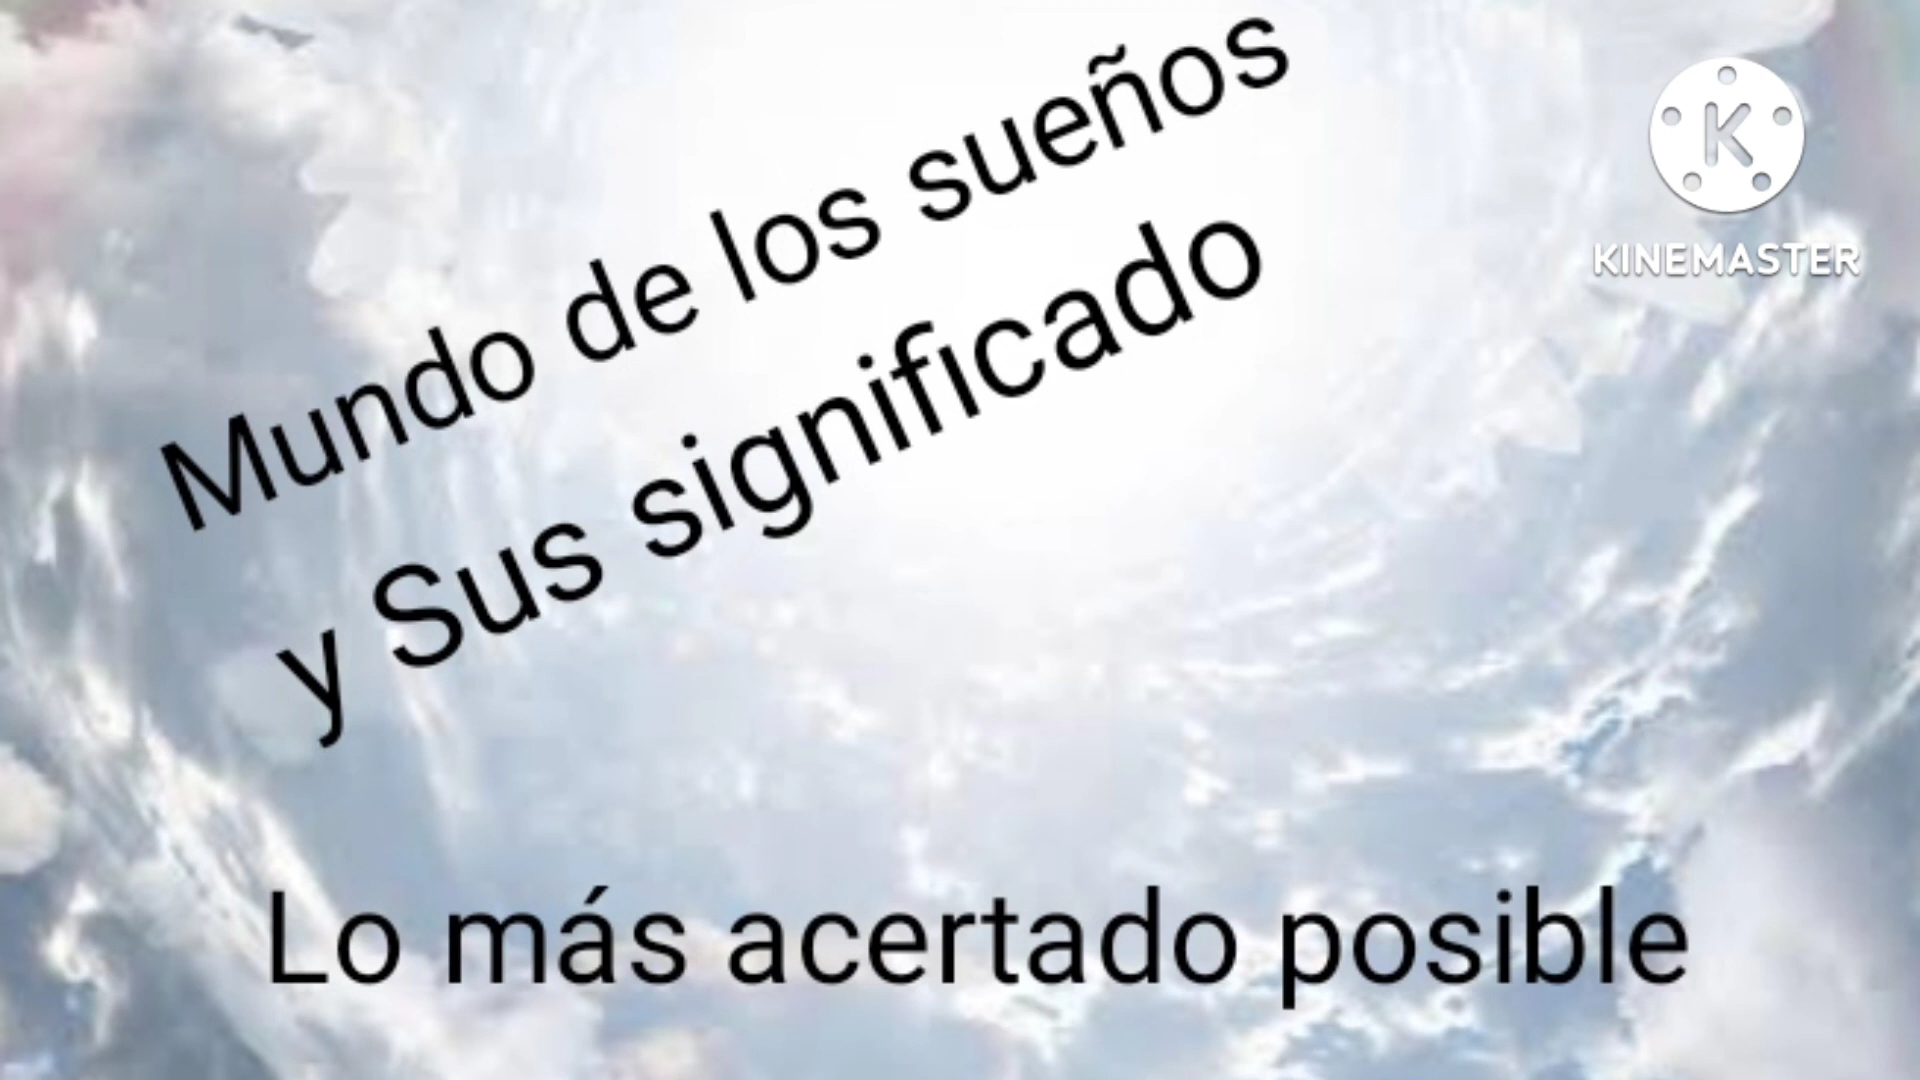 Mundo de los sueños
y Sus significado
K
KINEMASTER
Lo más acertado posible